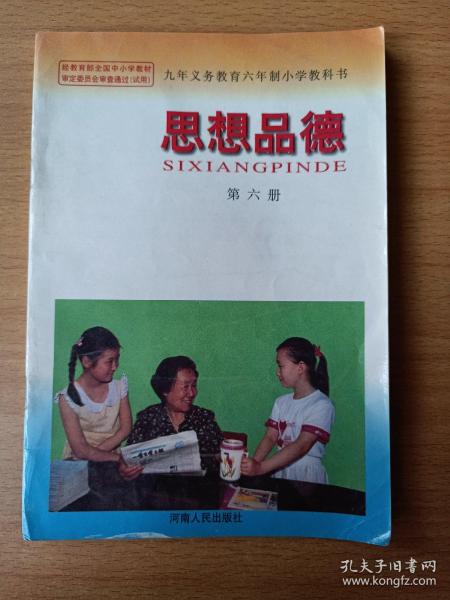 经教育部全国中小学教材
审定委员会审查通过(试用)
九年义务教育六年制小学教科书
思想品德
SIXIANGPINDE
第六册
河南人民出版社
孔夫子旧书网
www.kongfz.com